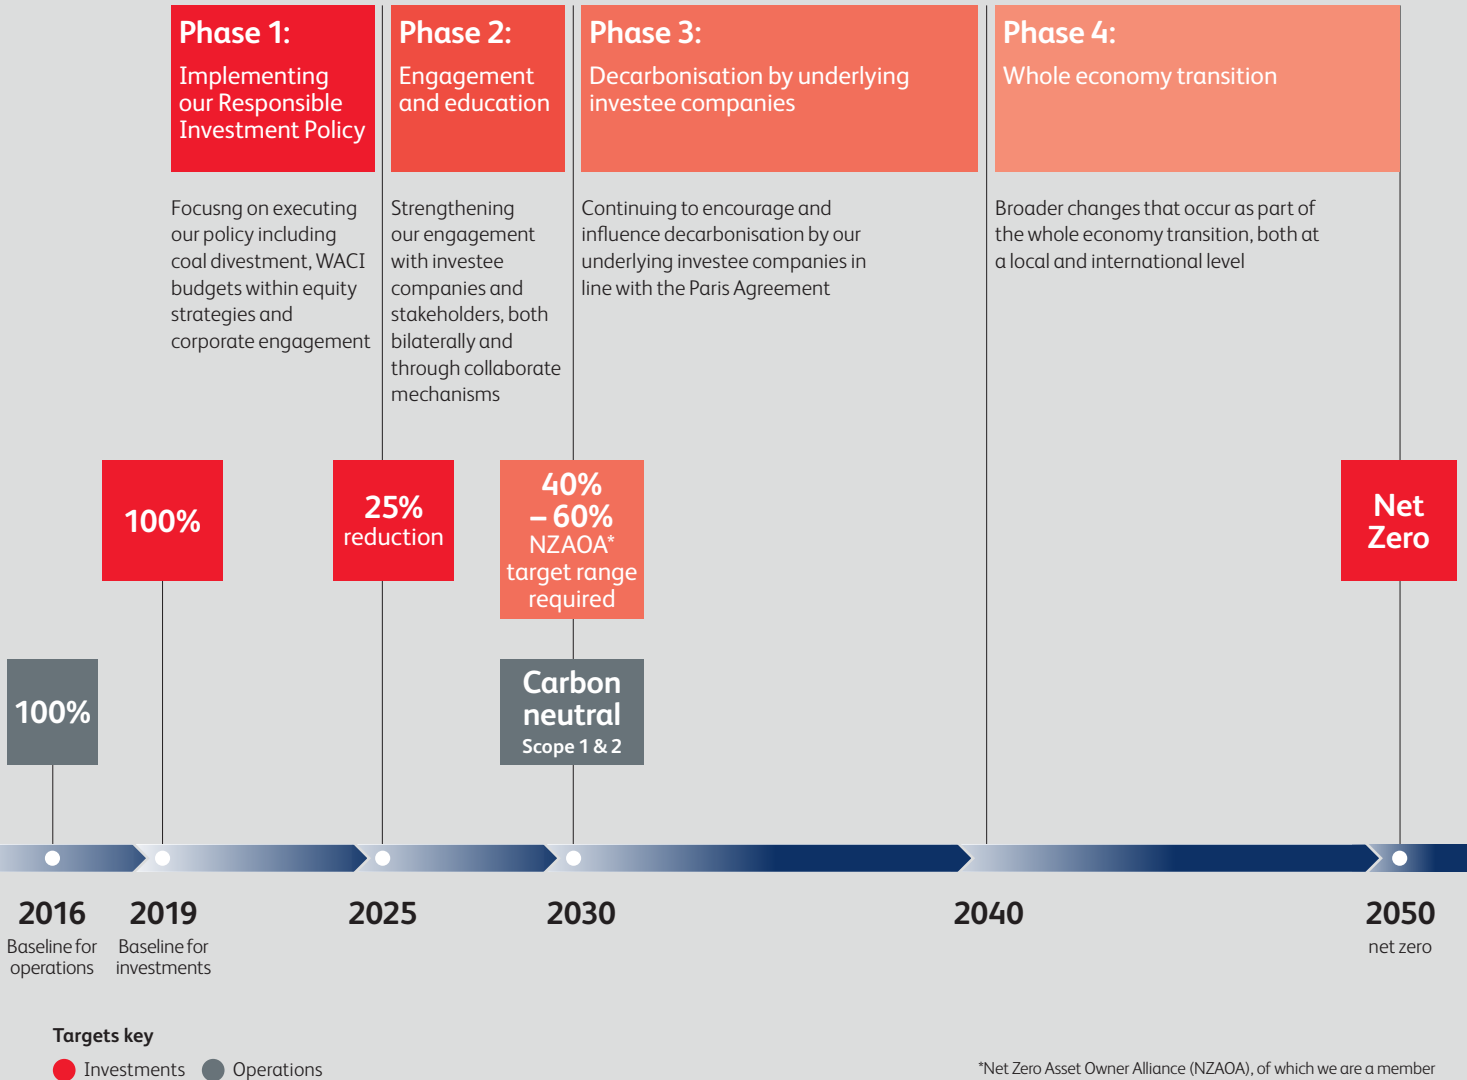 Phase 1:
Implementing
our Responsible
Investment Policy
Phase 2:
Engagement
and education
Phase 3:
Decarbonisation by underlying
investee companies
Phase 4:
Whole economy transition
Focusng on executing
our policy including
coal divestment, WACI
budgets within equity
strategies and
corporate engagement
Strengthening
our engagement
with investee
companies and
stakeholders, both
bilaterally and
through collaborate
mechanisms
Continuing to encourage and
influence decarbonisation by our
underlying investee companies in
line with the Paris Agreement
Broader changes that occur as part of
the whole economy transition, both at
a local and international level
100%
25%
reduction
40%
– 60%
NZAOA*
target range
required
Net
Zero
100%
Carbon
neutral
Scope 1 & 2
2016
Baseline for
operations
2019
Baseline for
investments
2025
2030
2040
2050
net zero
Targets key
Investments
Operations
*Net Zero Asset Owner Alliance (NZAOA), of which we are a member